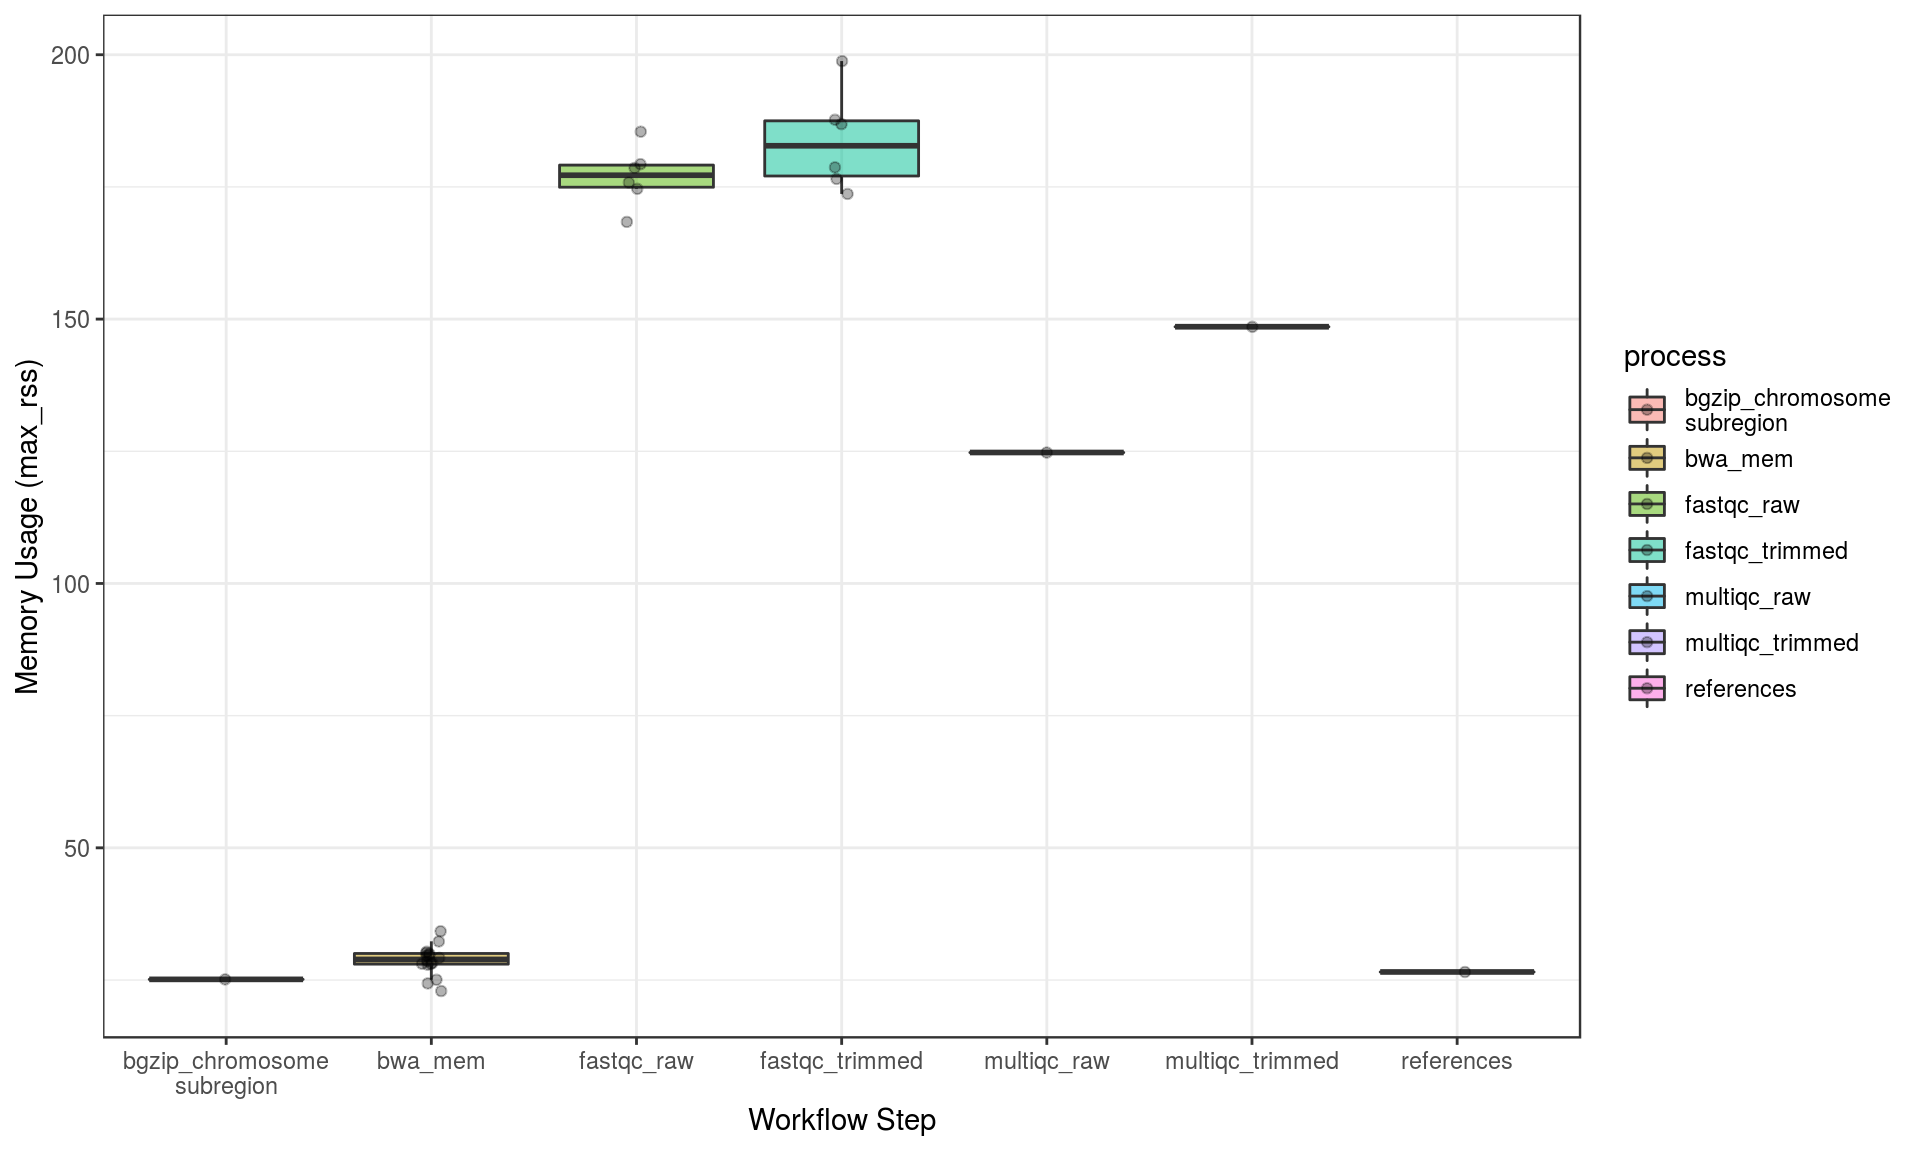 200
150
100
50
Memory Usage (max_rss)
bgzip_chromosome
subregion
bwa_mem
fastqc_raw
fastqc_trimmed
multiqc_raw
multiqc_trimmed
references
Workflow Step
process
bgzip_chromosome
subregion
bwa_mem
fastqc_raw
fastqc_trimmed
multiqc_raw
multiqc_trimmed
references